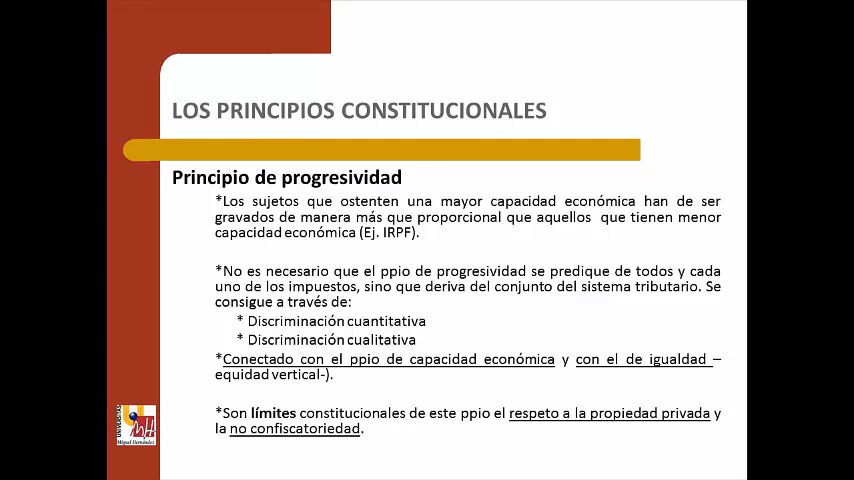 LOS PRINCIPIOS CONSTITUCIONALES
Principio de progresividad
*Los sujetos que ostenten una mayor capacidad económica han de ser
gravados de manera más que proporcional que aquellos que tienen menor
capacidad económica (Ej. IRPF).
*No es necesario que el ppio de progresividad se predique de todos y cada
uno de los impuestos, sino que deriva del conjunto del sistema tributario. Se
consigue a través de:
* Discriminación cuantitativa
* Discriminación cualitativa
*Conectado con el ppio de capacidad económica y con el de igualdad –
equidad vertical-).
*Son límites constitucionales de este ppio el respeto a la propiedad privada y
la no confiscatoriedad.
UNIVERSITAS
Miguel Hernández